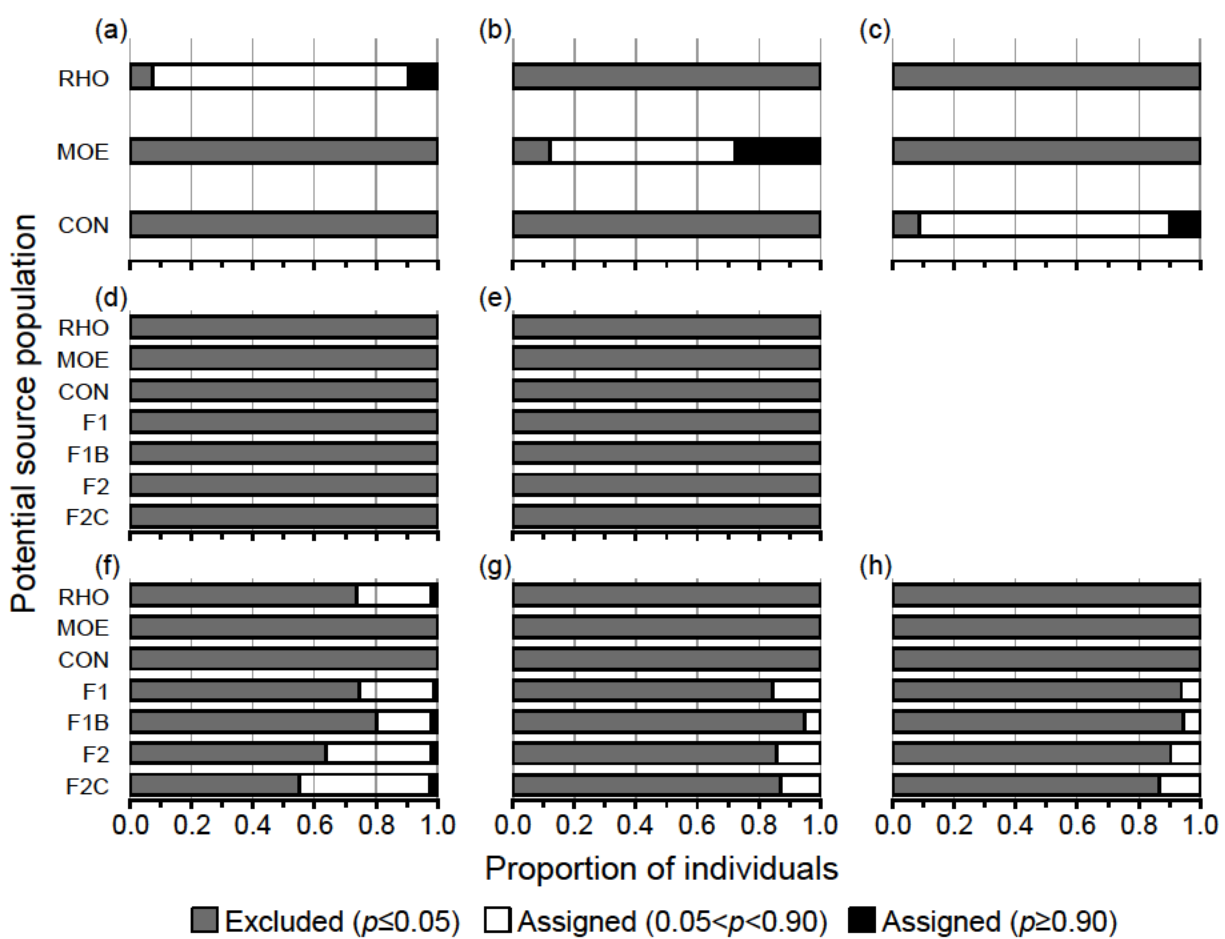 (a) (b) (c)
RHO
MOE
CON
(d) (e)
RHO
MOE
CON
F1
F1B
F2
F2C
(f) (g) (h)
RHO
MOE
CON
F1
F1B
F2
F2C
0.0 0.2 0.4 0.6 0.8 1.0 0.0 0.2 0.4 0.6 0.8 1.0 0.0 0.2 0.4 0.6 0.8 1.0
Potential source population
Proportion of individuals
Excluded (p≤0.05) Assigned (0.05<p<0.90) Assigned (p≥0.90)